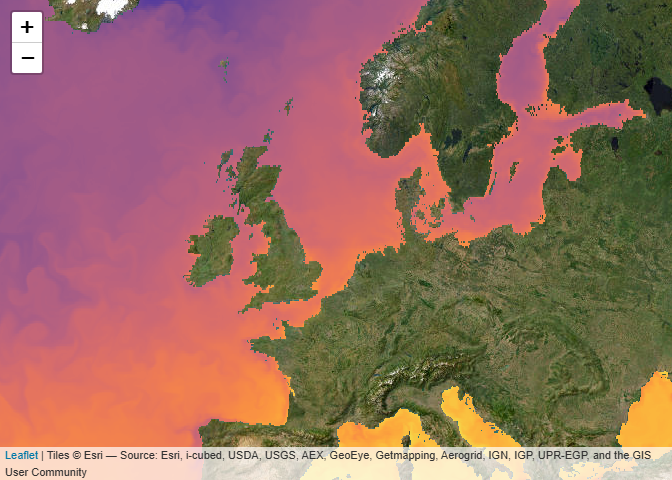 +
−
Leaflet | Tiles © Esri — Source: Esri, i-cubed, USDA, USGS, AEX, GeoEye, Getmapping, Aerogrid, IGN, IGP, UPR-EGP, and the GIS
User Community